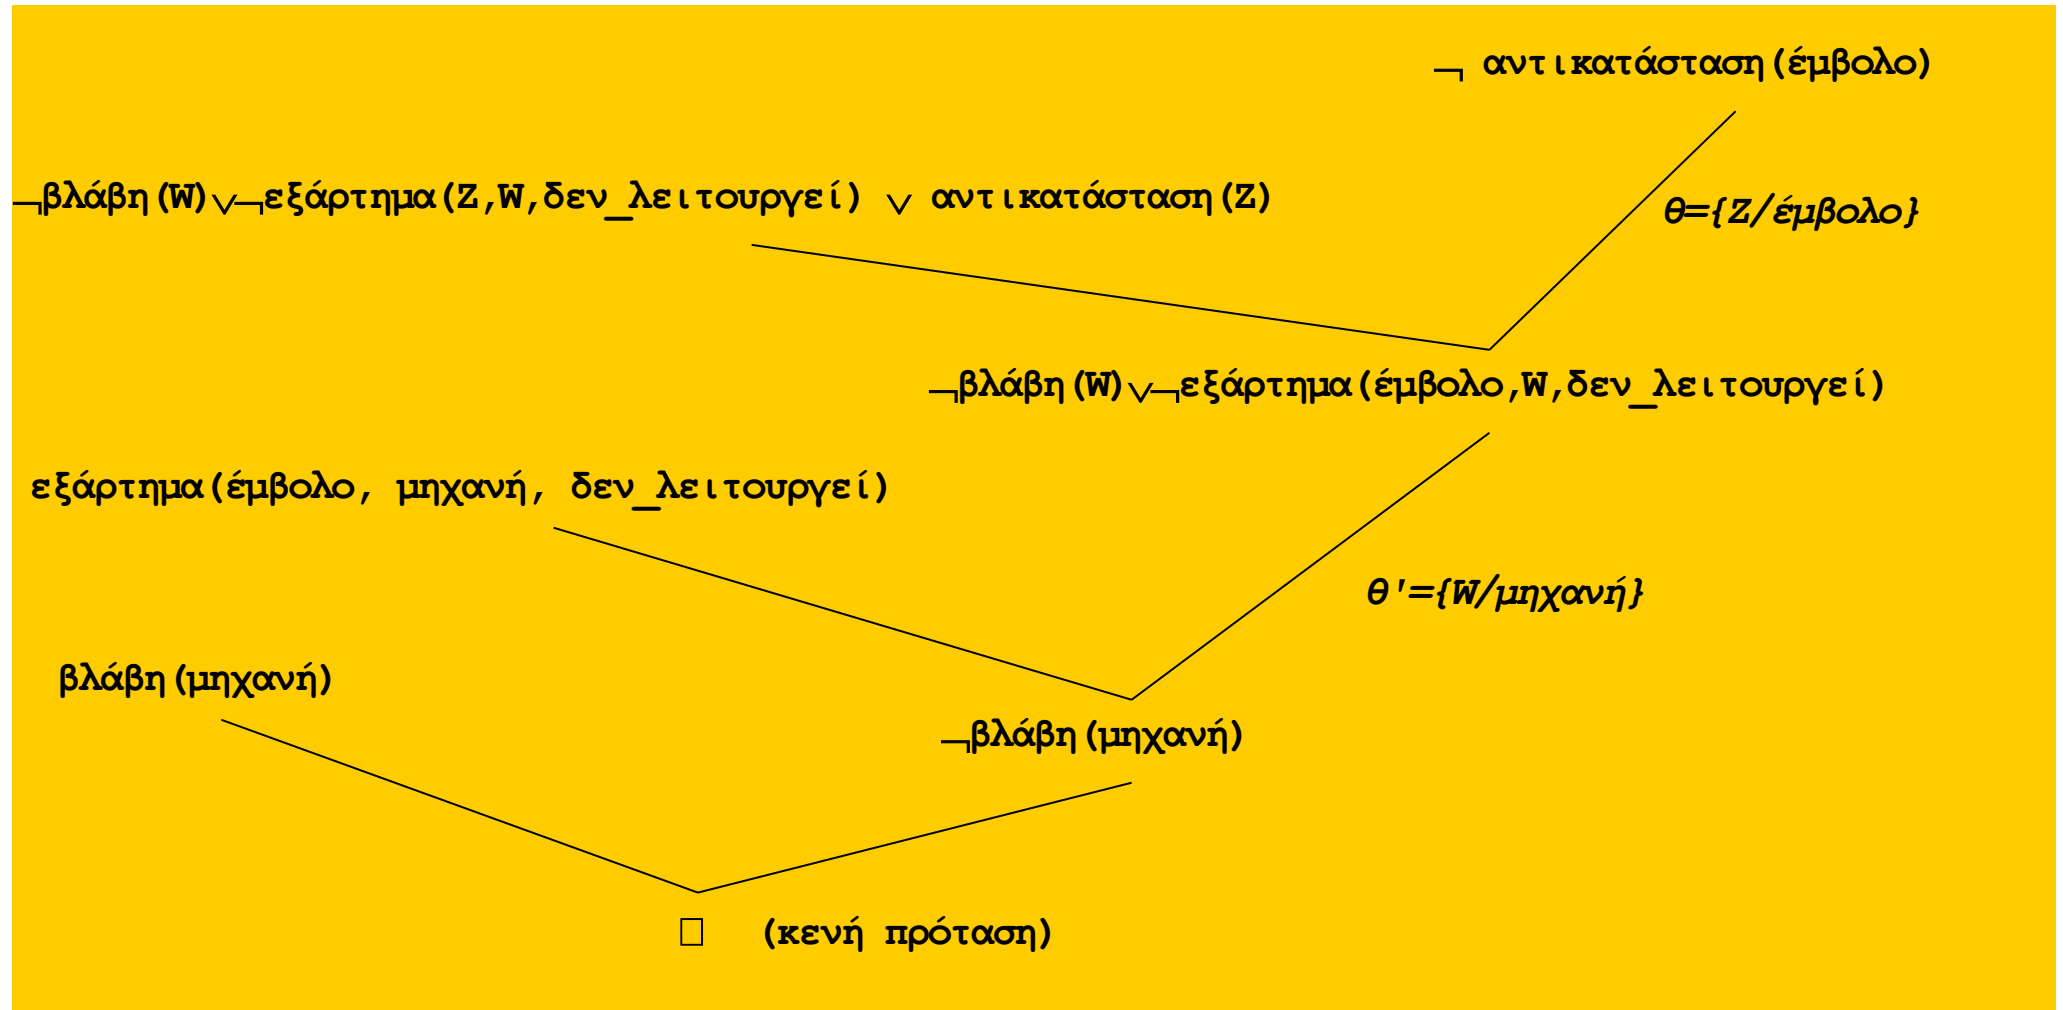 ¬ αντικατάσταση(έμβολο)
¬βλάβη(W)∨¬εξάρτημα(Z,W,δεν_λειτουργεί) ∨ αντικατάσταση(Z)
θ={Z/έμβολο}
¬βλάβη(W)∨¬εξάρτημα(έμβολο,W,δεν_λειτουργεί)
εξάρτημα(έμβολο, μηχανή, δεν_λειτουργεί)
θ'={W/μηχανή}
βλάβη(μηχανή)
¬βλάβη(μηχανή)
□ (κενή πρόταση)